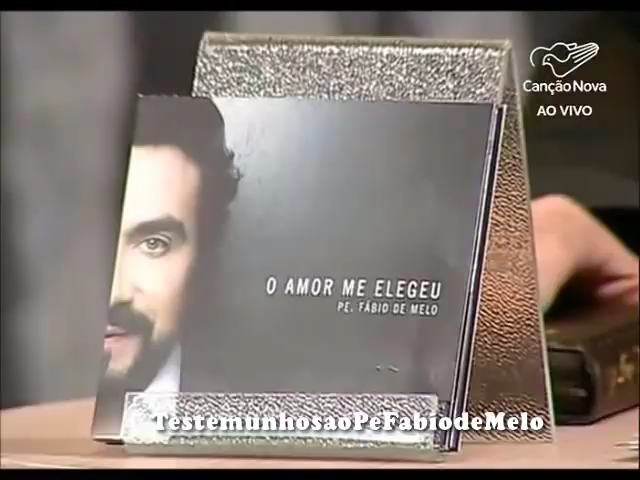 Canção Nova
AO VIVO
O AMOR ME ELEGEU
PE. FÁBIO DE MELO
TestemunhosaoPeFabiodeMelo